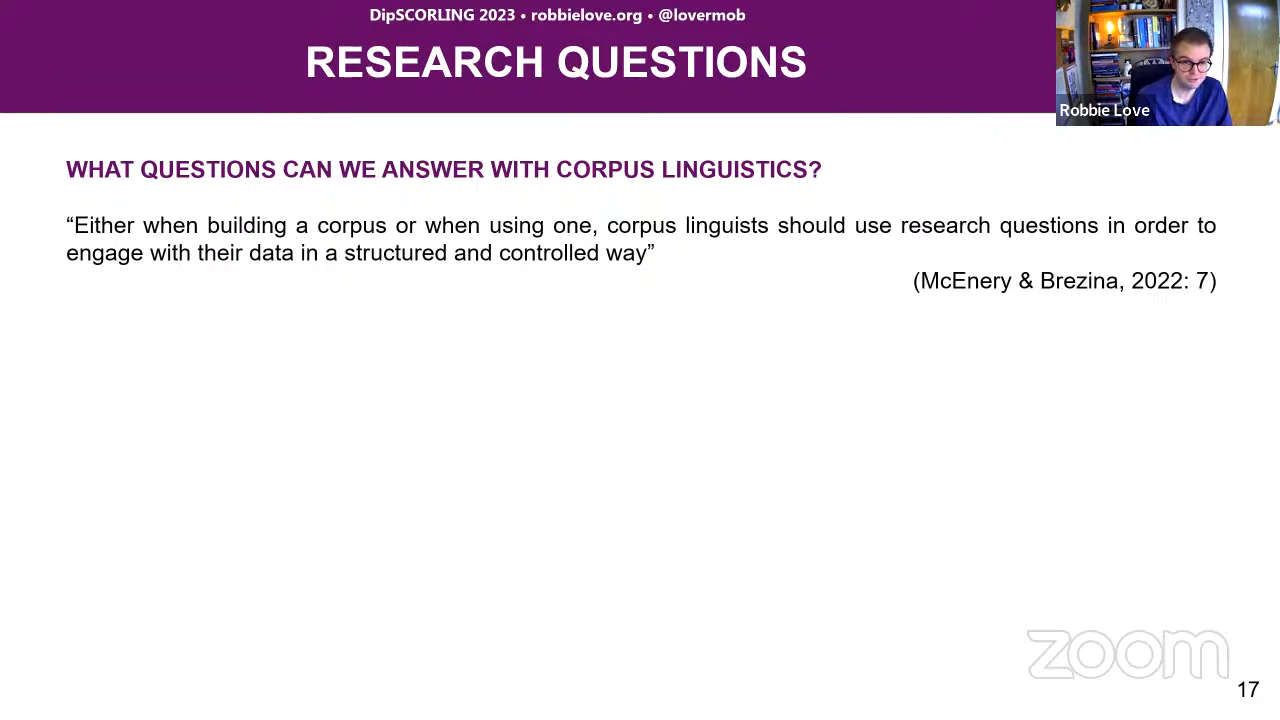 DipSCORLING 2023 • robbielove.org • @lovermob
RESEARCH QUESTIONS
Robbie Love
WHAT QUESTIONS CAN WE ANSWER WITH CORPUS LINGUISTICS?
“Either when building a corpus or when using one, corpus linguists should use research questions in order to
engage with their data in a structured and controlled way”
(McEnery & Brezina, 2022: 7)
zoom
17